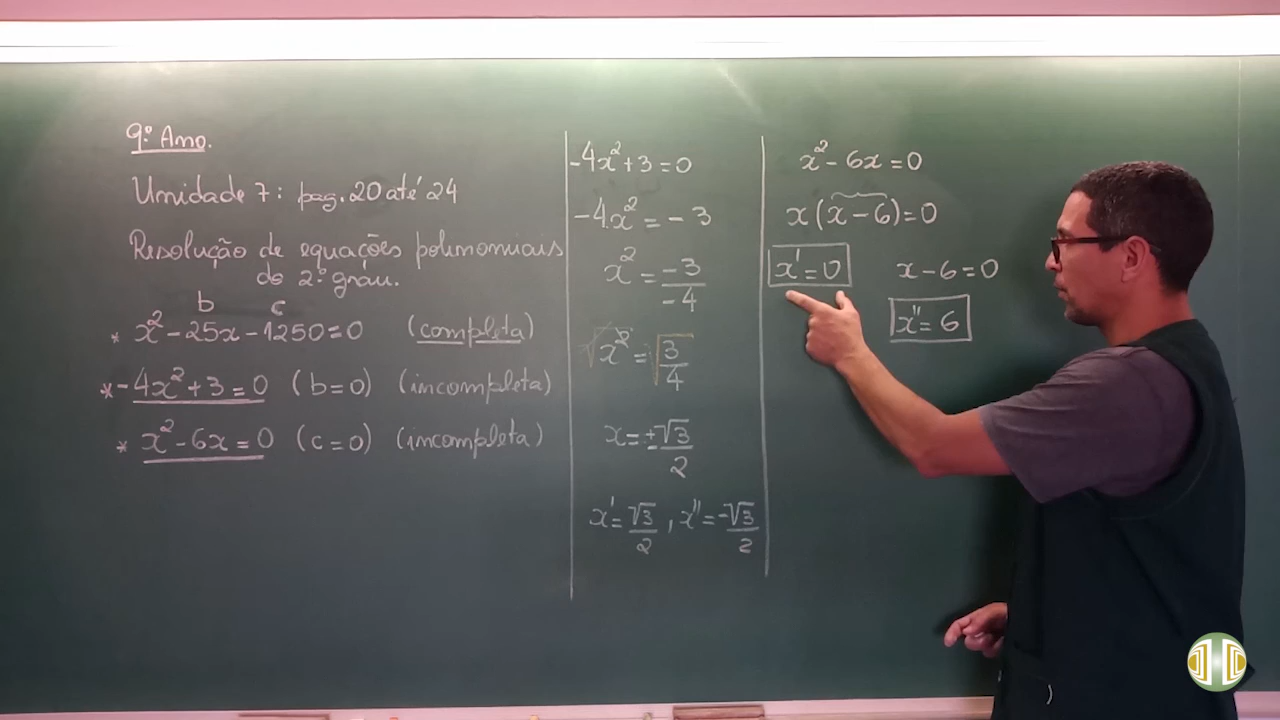 9º Ano.
Unidade 7: pag. 20 até 24
Resolução de equações polinomiais
do 2º grau.
b c
* x² - 25x - 1250 = 0 (completa)
* -4x² + 3 = 0 (b = 0) (incompleta)
* x² - 6x = 0 (c = 0) (incompleta)
-4x² + 3 = 0
-4.x² = -3
x² = -3/-4
√x² = √3/4
x = ±√3/2
x' = √3/2 , x'' = -√3/2
x² - 6x = 0
x(x - 6) = 0
x' = 0 x - 6 = 0
x'' = 6